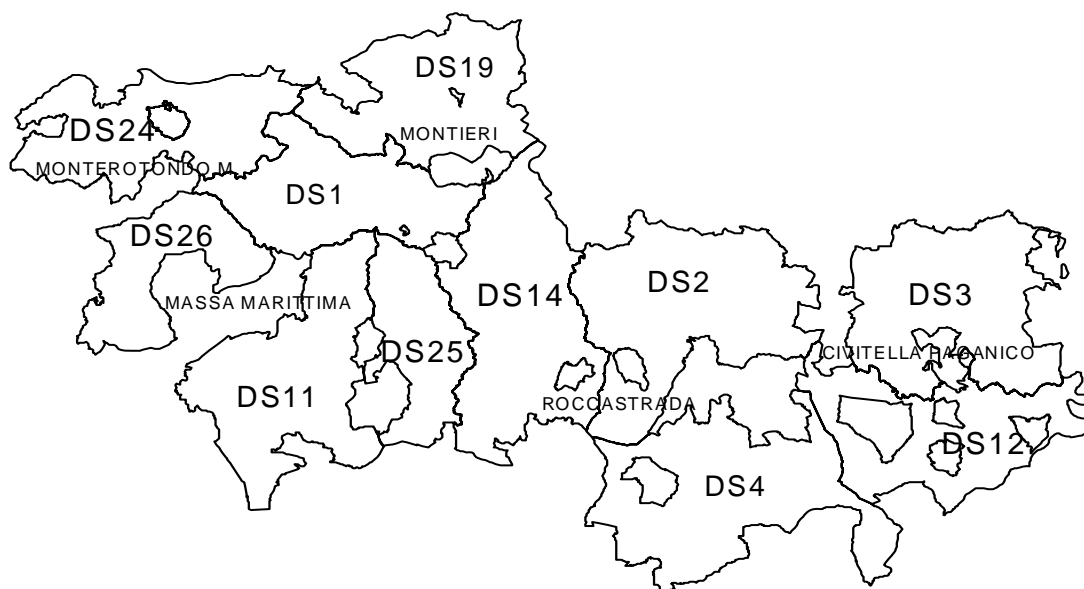 DS19
DS24
MONTIERI
MONTEROTONDO M
DS1
DS26
DS2
DS14
DS3
MASSA MARITTIMA
DS25
CIVITELLA PAGANICO
DS11
ROCCASTRADA
DS12
DS4